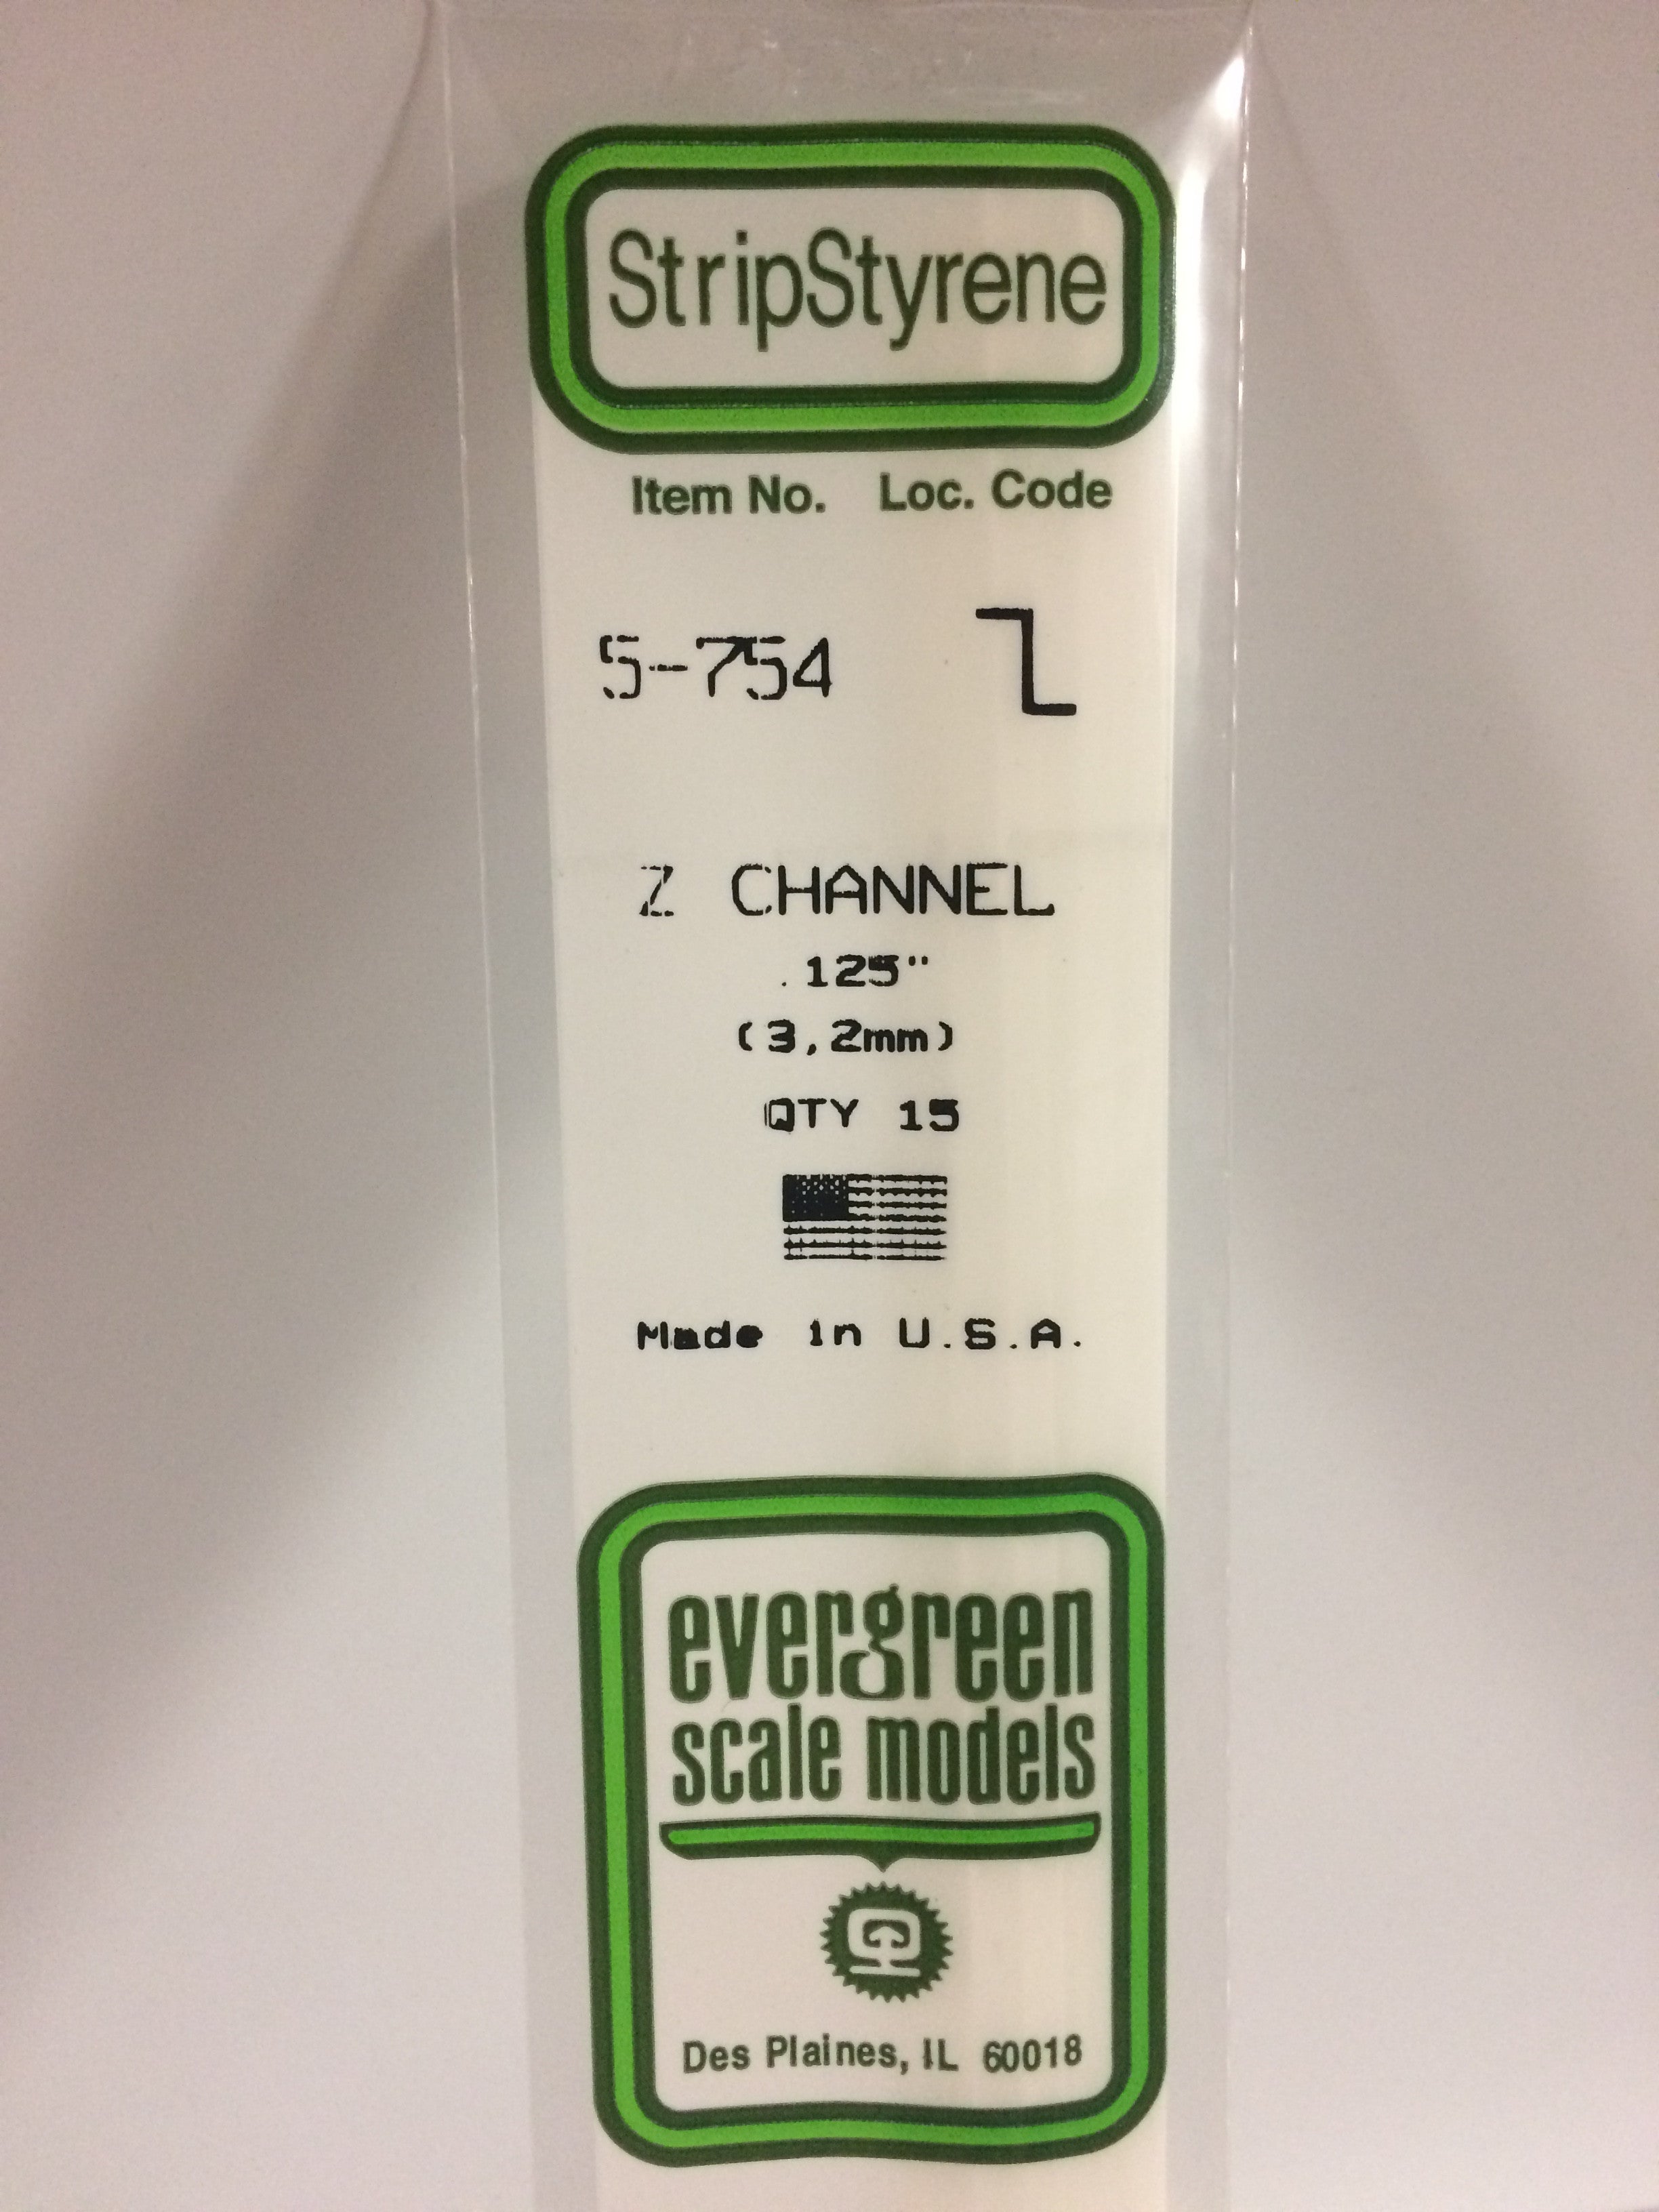 StripStyrene
Item No. Loc. Code
5-754
Z CHANNEL
.125"
(3,2mm)
QTY 15
Made in U.S.A.
evergreen
scale models
Des Plaines, IL 60018